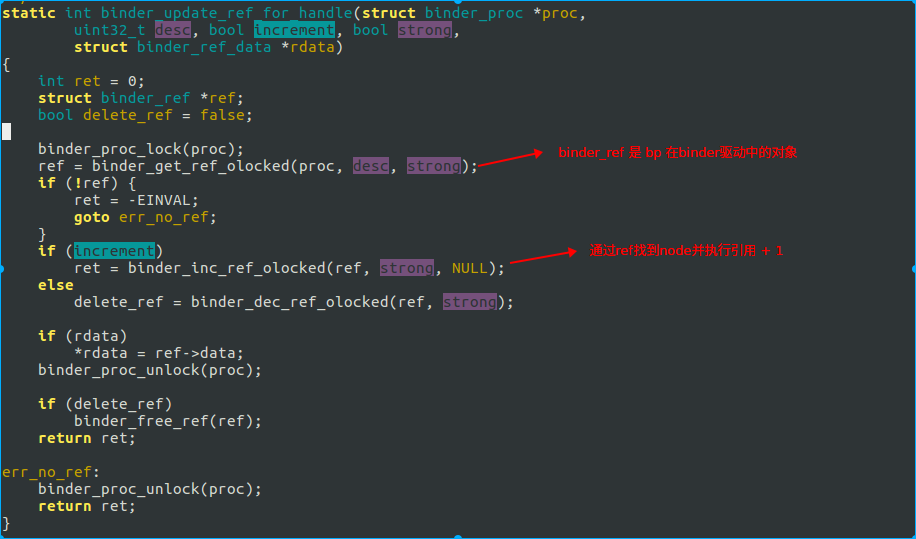 static int binder_update_ref_for_handle(struct binder_proc *proc,
        uint32_t desc, bool increment, bool strong,
        struct binder_ref_data *rdata)
{
    int ret = 0;
    struct binder_ref *ref;
    bool delete_ref = false;

    binder_proc_lock(proc);
    ref = binder_get_ref_olocked(proc, desc, strong); binder_ref 是 bp 在binder驱动中的对象
    if (!ref) {
        ret = -EINVAL;
        goto err_no_ref;
    }
    if (increment) 通过ref找到node并执行引用 + 1
        ret = binder_inc_ref_olocked(ref, strong, NULL);
    else
        delete_ref = binder_dec_ref_olocked(ref, strong);

    if (rdata)
        *rdata = ref->data;
    binder_proc_unlock(proc);

    if (delete_ref)
        binder_free_ref(ref);
    return ret;

err_no_ref:
    binder_proc_unlock(proc);
    return ret;
}